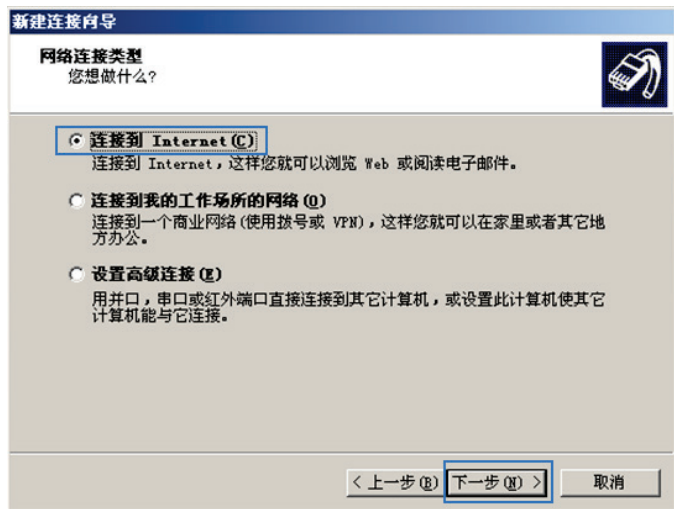 新建连接向导
网络连接类型
您想做什么?
连接到 Internet(C)
连接到 Internet，这样您就可以浏览 Web 或阅读电子邮件。
连接到我的工作场所的网络(O)
连接到一个商业网络(使用拨号或 VPN)，这样您就可以在家里或者其它地
方办公。
设置高级连接(E)
用并口，串口或红外端口直接连接到其它计算机，或设置此计算机使其它
计算机能与它连接。
< 上一步(B) 下一步(N) > 取消